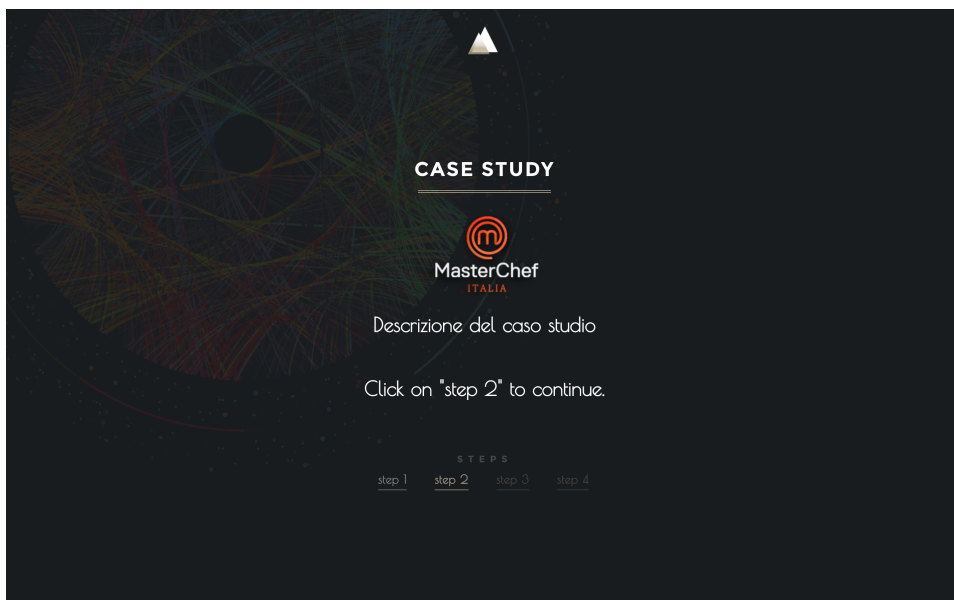 CASE STUDY
MasterChef
ITALIA
Descrizione del caso studio
Click on "step 2" to continue.
STEPS
step 1 step 2 step 3 step 4